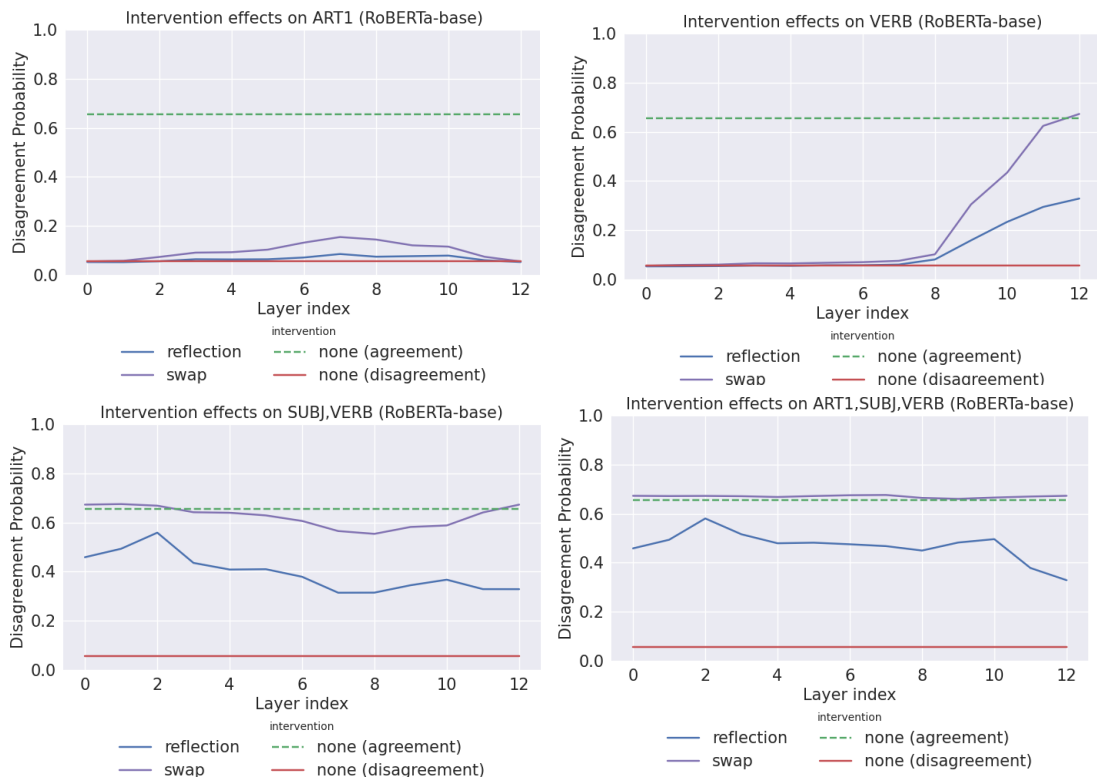 Intervention effects on ART1 (RoBERTa-base)
Disagreement Probability
1.0
0.8
0.6
0.4
0.2
0.0
0 2 4 6 8 10 12
Layer index
intervention
reflection none (agreement)
swap none (disagreement)
Intervention effects on VERB (RoBERTa-base)
Disagreement Probability
1.0
0.8
0.6
0.4
0.2
0.0
0 2 4 6 8 10 12
Layer index
intervention
reflection none (agreement)
swap none (disagreement)
Intervention effects on SUBJ,VERB (RoBERTa-base)
Disagreement Probability
1.0
0.8
0.6
0.4
0.2
0.0
0 2 4 6 8 10 12
Layer index
intervention
reflection none (agreement)
swap none (disagreement)
Intervention effects on ART1,SUBJ,VERB (RoBERTa-base)
Disagreement Probability
1.0
0.8
0.6
0.4
0.2
0.0
0 2 4 6 8 10 12
Layer index
intervention
reflection none (agreement)
swap none (disagreement)